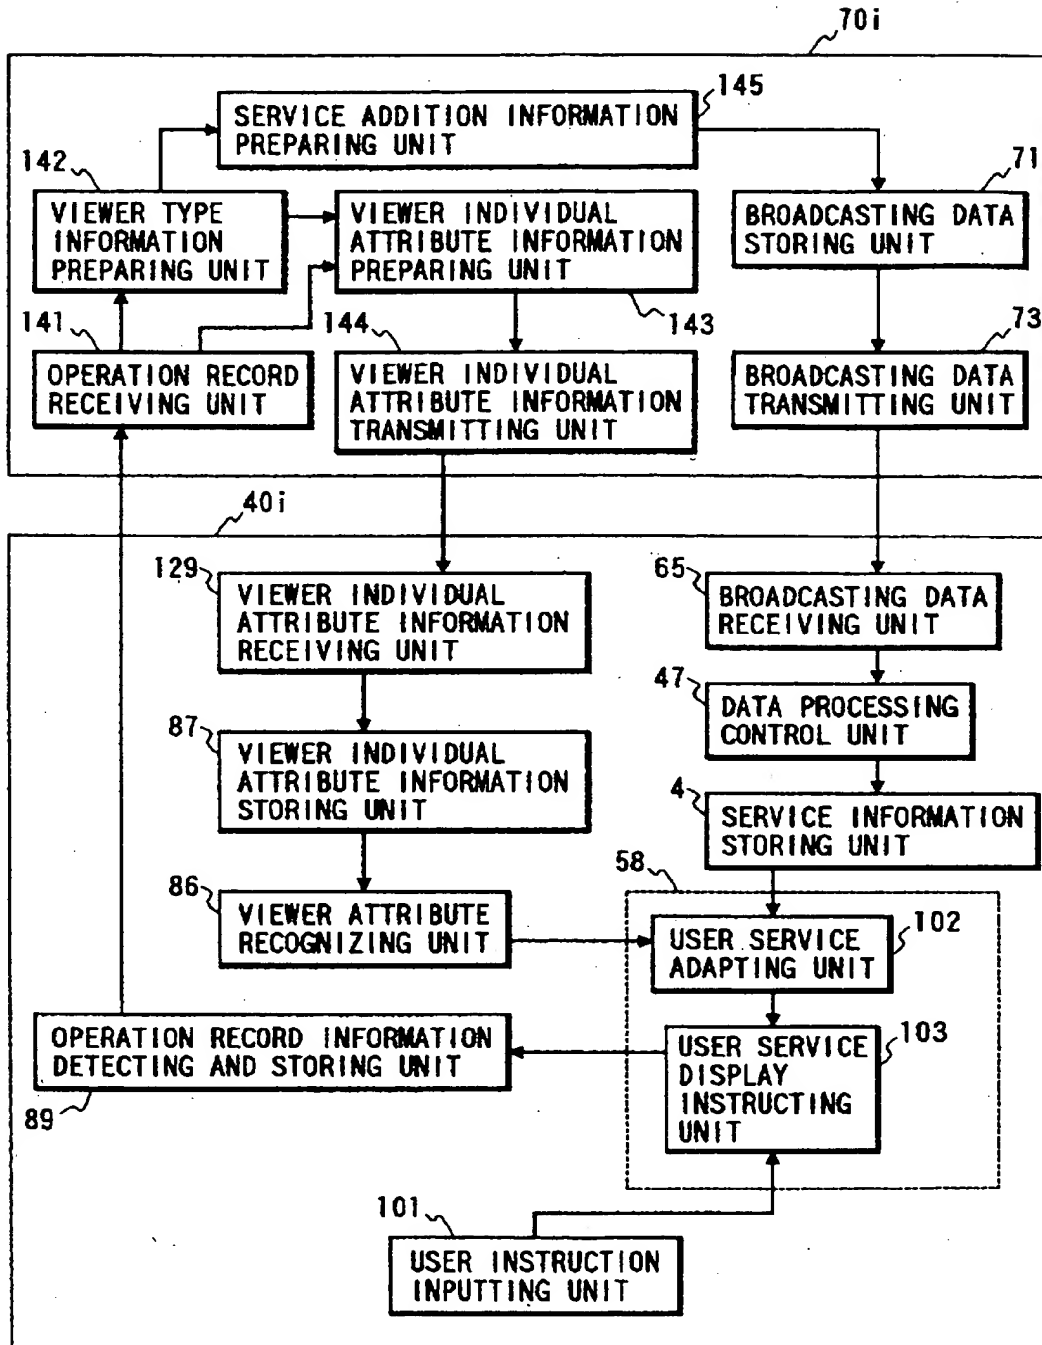 70i
145
SERVICE ADDITION INFORMATION
PREPARING UNIT
142
71
VIEWER TYPE
INFORMATION
PREPARING UNIT
VIEWER INDIVIDUAL
ATTRIBUTE INFORMATION
PREPARING UNIT
BROADCASTING DATA
STORING UNIT
141
144
143
73
OPERATION RECORD
RECEIVING UNIT
VIEWER INDIVIDUAL
ATTRIBUTE INFORMATION
TRANSMITTING UNIT
BROADCASTING DATA
TRANSMITTING UNIT
40i
129
VIEWER INDIVIDUAL
ATTRIBUTE INFORMATION
RECEIVING UNIT
65
BROADCASTING DATA
RECEIVING UNIT
47
DATA PROCESSING
CONTROL UNIT
87
VIEWER INDIVIDUAL
ATTRIBUTE INFORMATION
STORING UNIT
4
SERVICE INFORMATION
STORING UNIT
58
86
VIEWER ATTRIBUTE
RECOGNIZING UNIT
102
USER SERVICE
ADAPTING UNIT
OPERATION RECORD INFORMATION
DETECTING AND STORING UNIT
89
103
USER SERVICE
DISPLAY
INSTRUCTING
UNIT
101
USER INSTRUCTION
INPUTTING UNIT